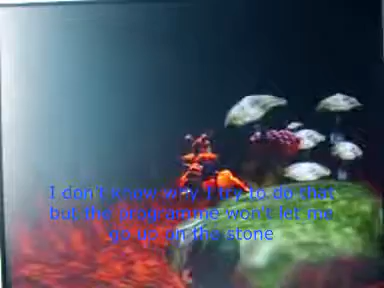 I don't know why I try to do that
but the programme won't let me
go up on the stone